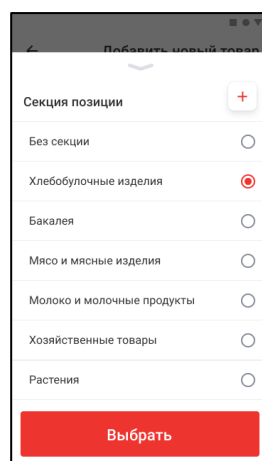 Добавить новый товар
Секция позиции
Без секции
Хлебобулочные изделия
Бакалея
Мясо и мясные изделия
Молоко и молочные продукты
Хозяйственные товары
Растения
Выбрать